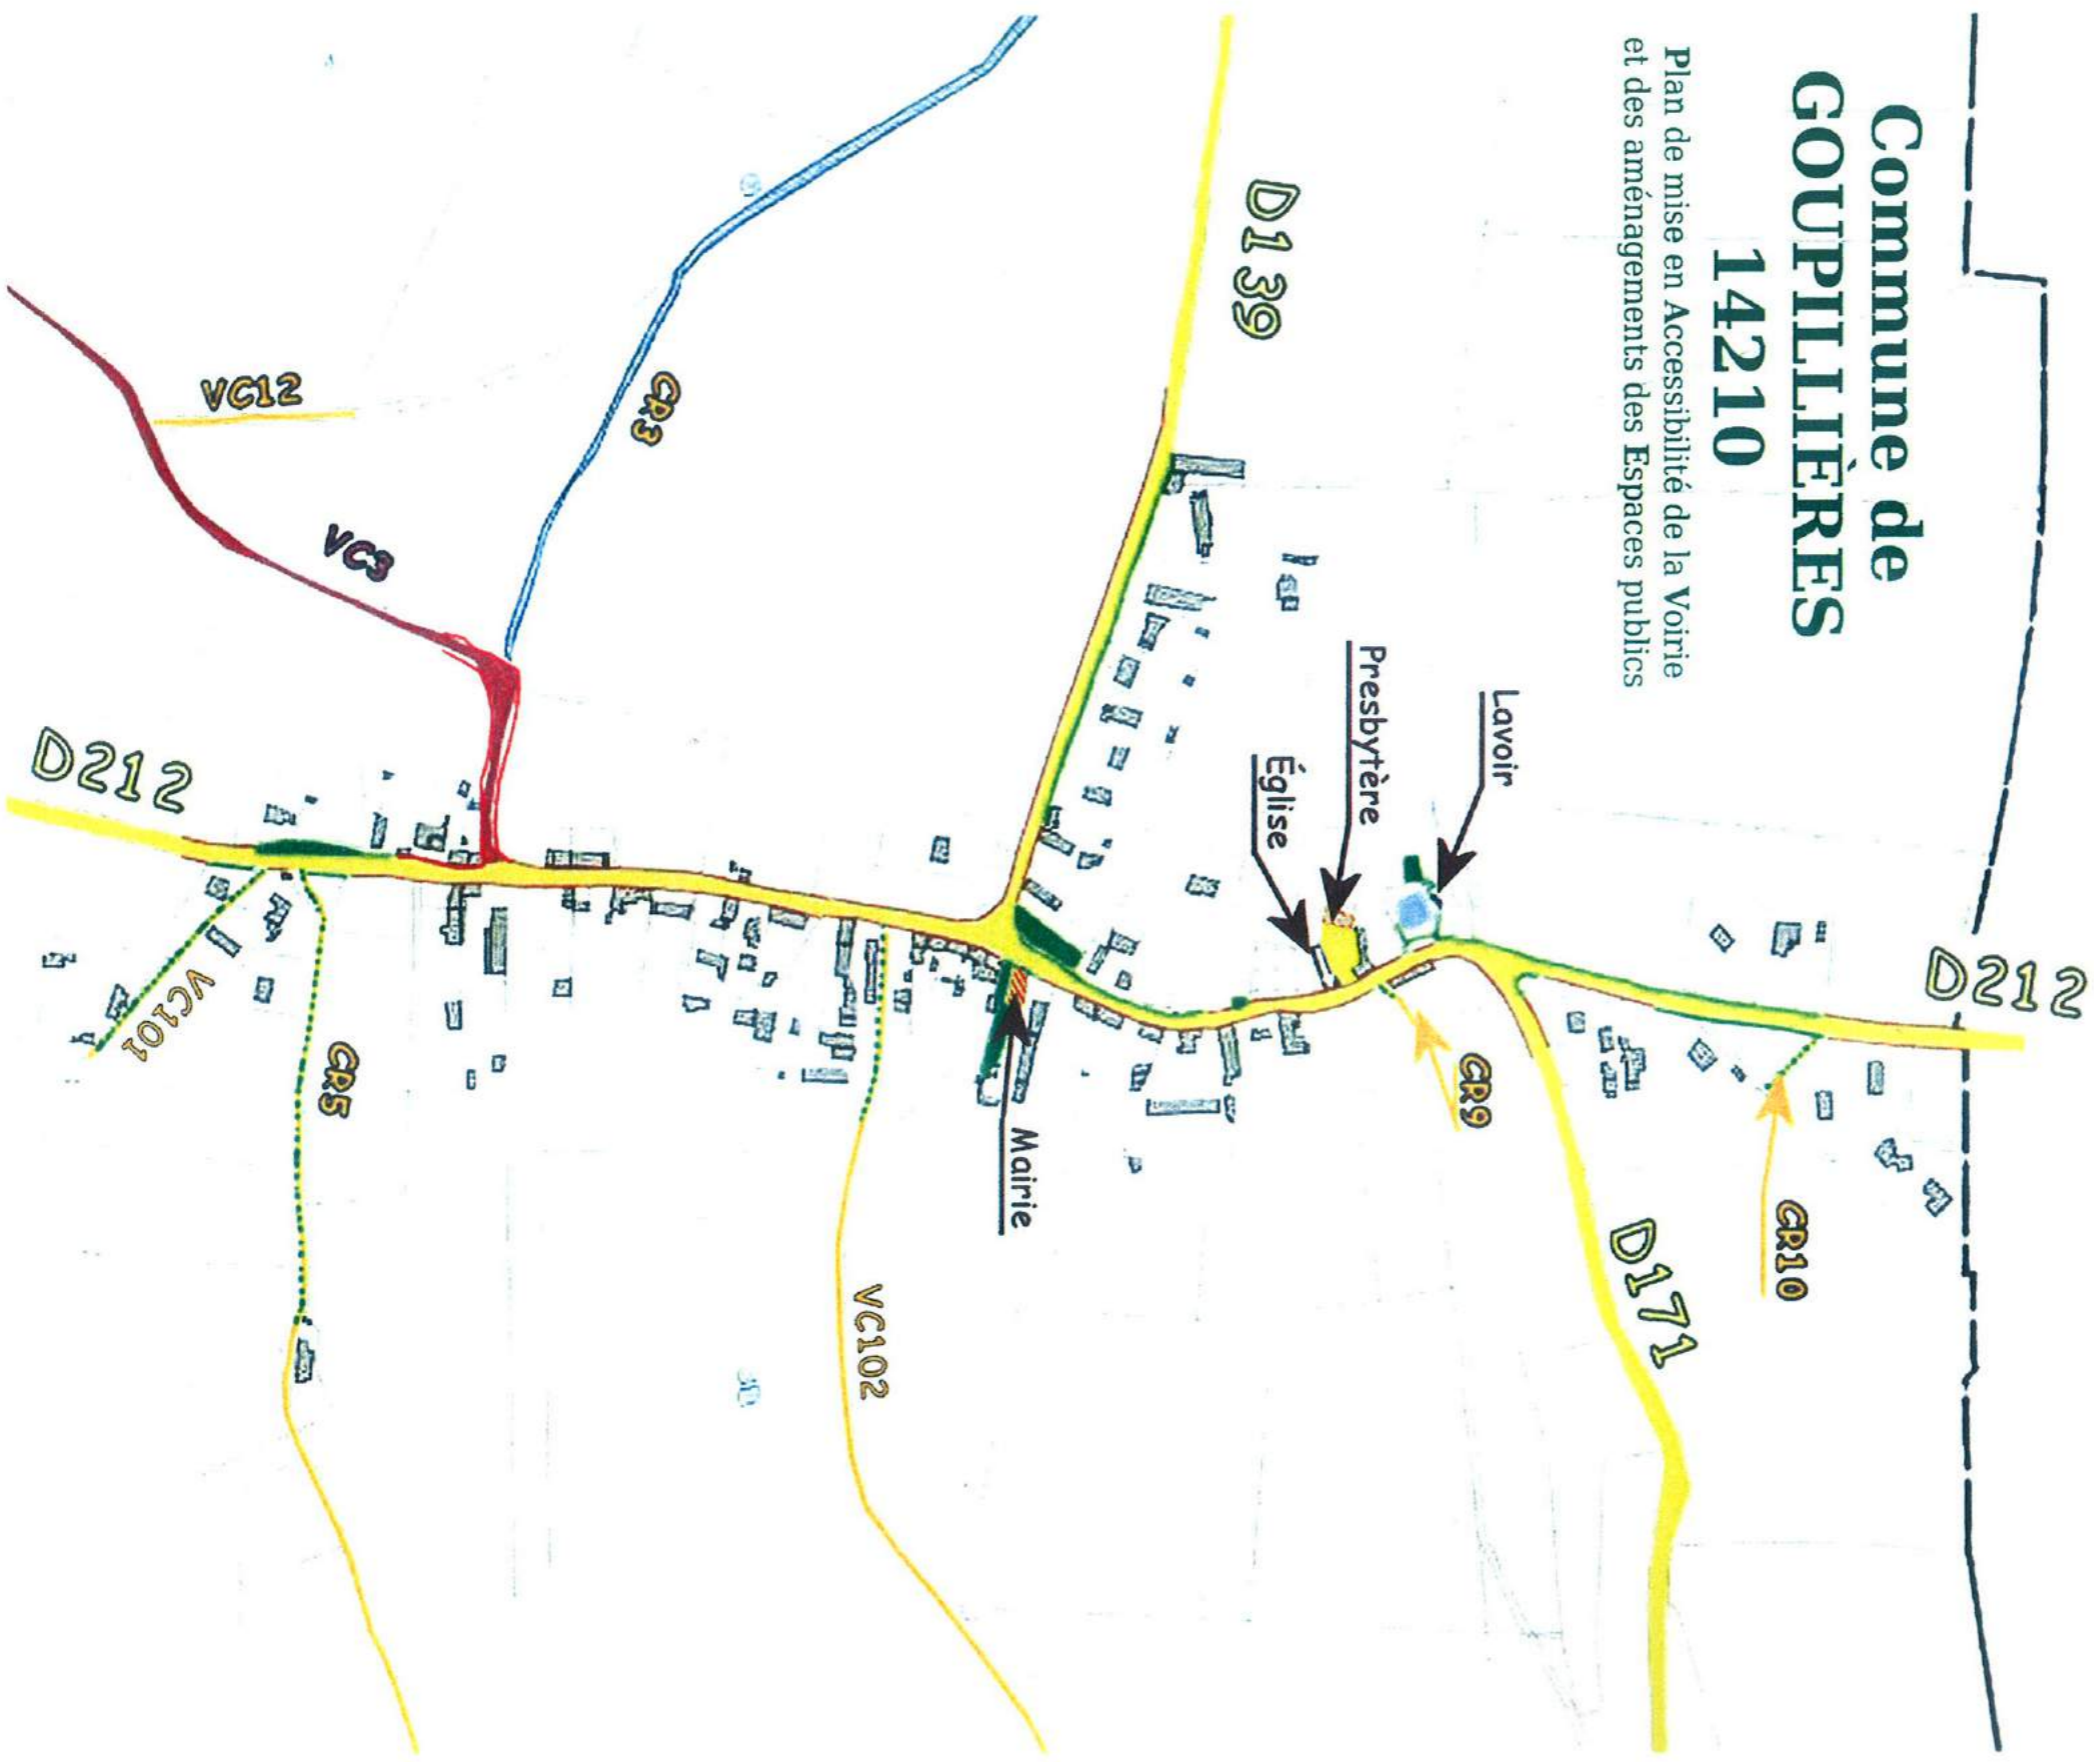 Commune de
GOUPILLIÈRES
14210
Plan de mise en Accessibilité de la Voirie
et des aménagements des Espaces publics
D212
D139
Lavoir
Presbytère
Église
CR10
CR9
D171
CR3
Mairie
VC12
VC3
VC102
D212
CR5
VC101